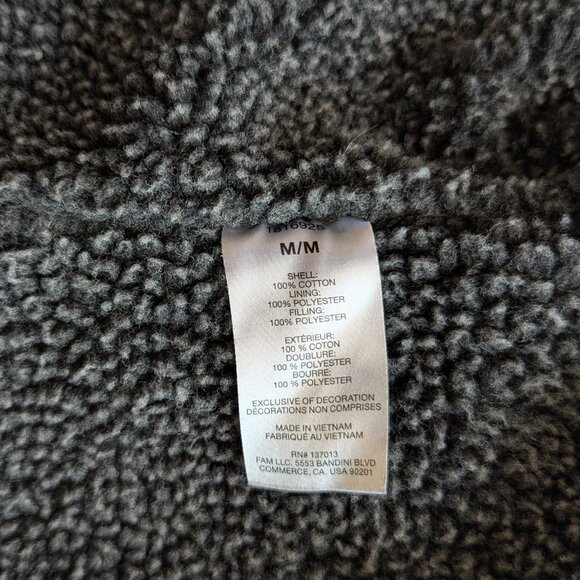 1616925
M/M
SHELL:
100% COTTON
LINING:
100% POLYESTER
FILLING:
100% POLYESTER
EXTÉRIEUR:
100 % COTON
DOUBLURE:
100 % POLYESTER
BOURRE:
100 % POLYESTER
EXCLUSIVE OF DECORATION
DÉCORATIONS NON COMPRISES
MADE IN VIETNAM
FABRIQUÉ AU VIETNAM
RN# 137013
FAM LLC. 5553 BANDINI BLVD
COMMERCE, CA. USA 90201